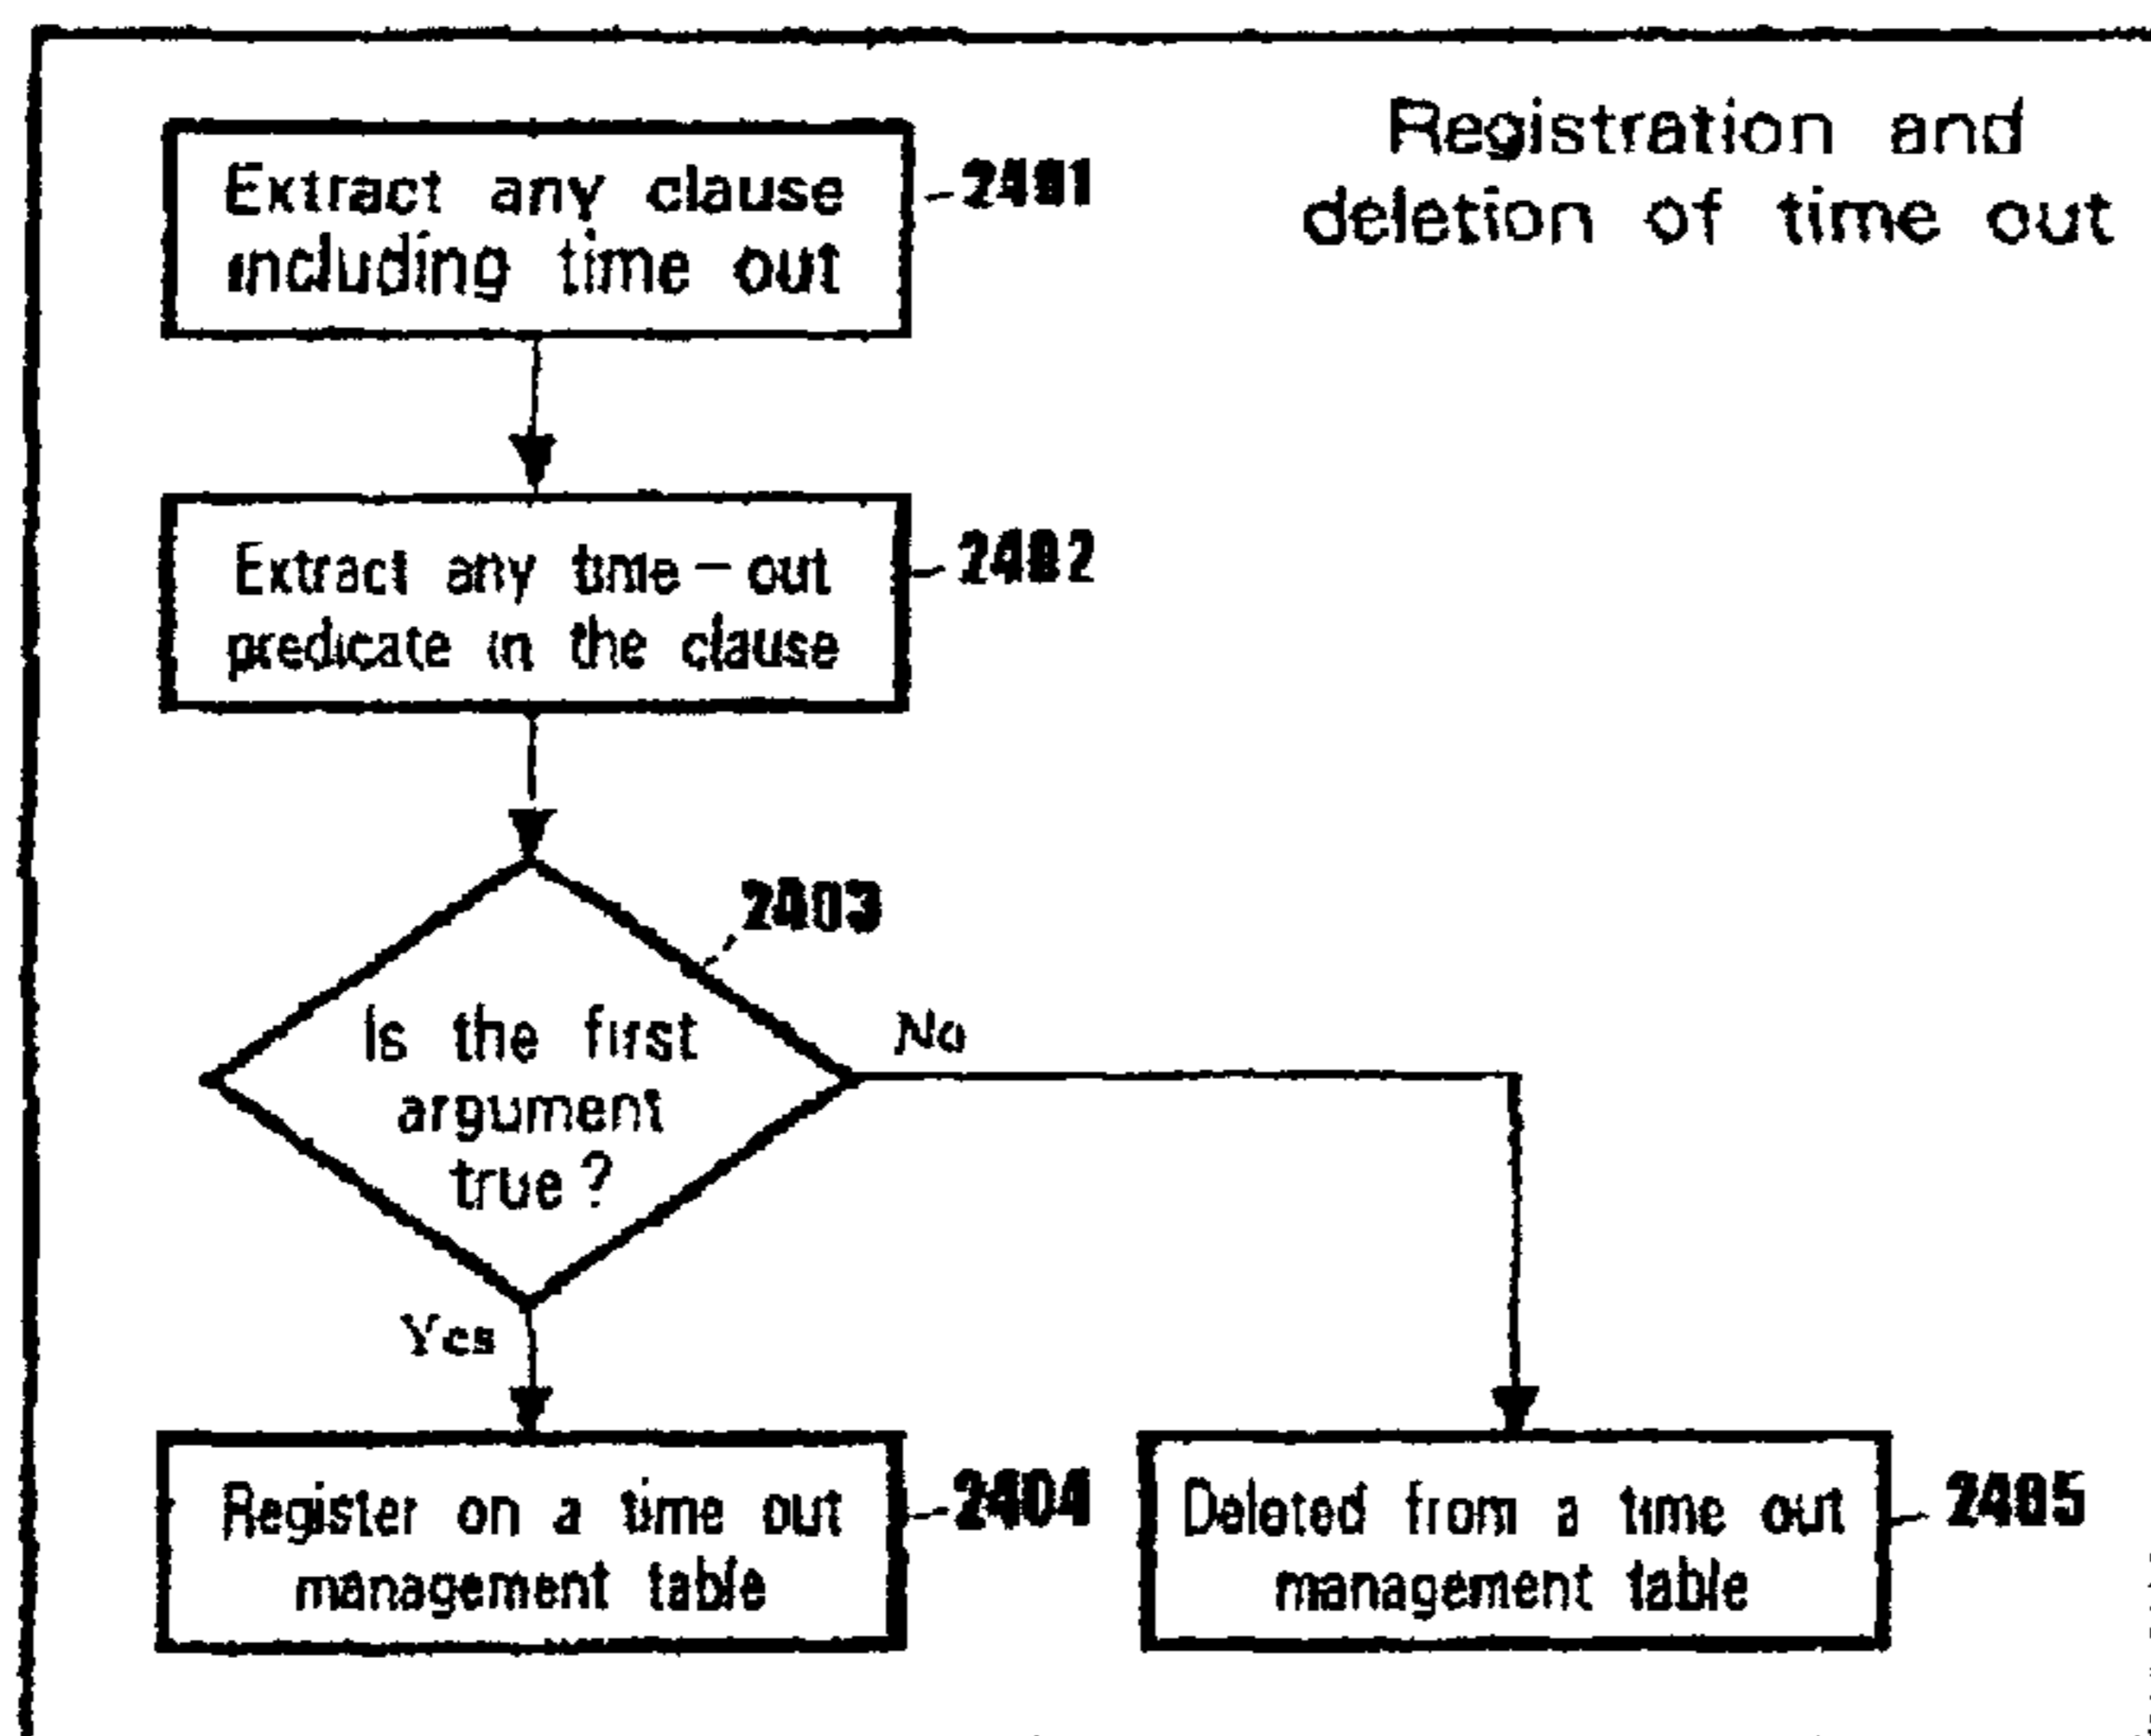 Registration and
deletion of time out
Extract any clause
including time out
2401
Extract any time-out
predicate in the clause
2402
2403
Is the first
argument
true?
No
Yes
Register on a time out
management table
2404
Deleted from a time out
management table
2405